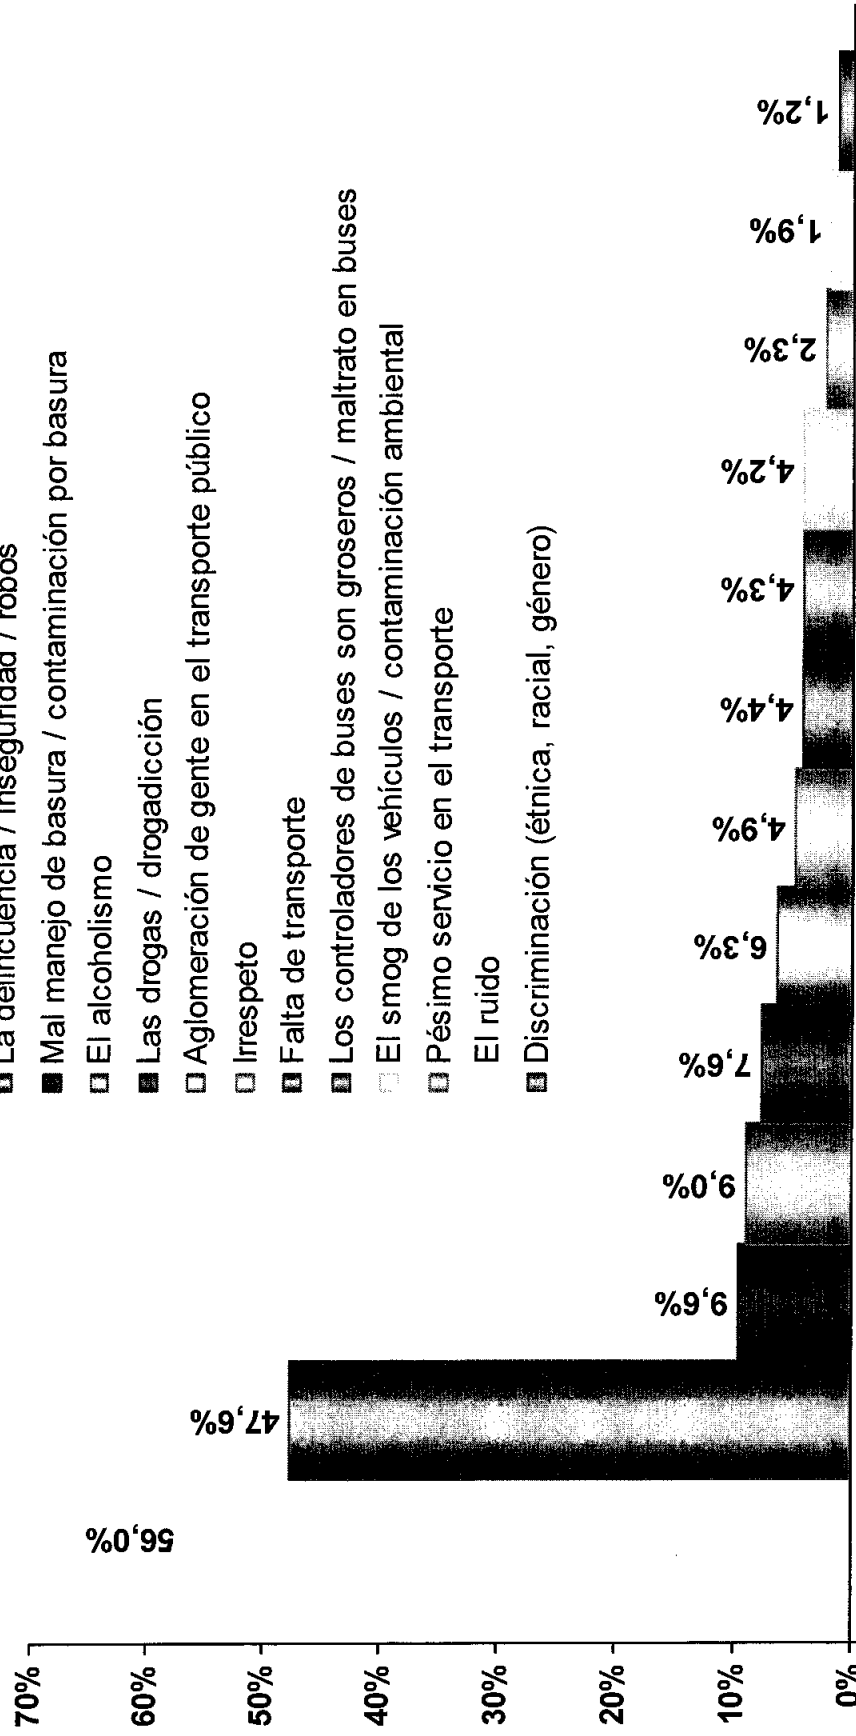 La delincuencia / inseguridad / robos
Mal manejo de basura / contaminación por basura
El alcoholismo
Las drogas / drogadicción
Aglomeración de gente en el transporte público
Irrespeto
Falta de transporte
Los controladores de buses son groseros / maltrato en buses
El smog de los vehículos / contaminación ambiental
Pésimo servicio en el transporte
El ruido
Discriminación (étnica, racial, género)
70%
60%
50%
40%
30%
20%
10%
0%
56,0%
47,6%
9,6%
9,0%
7,6%
6,3%
4,9%
4,4%
4,3%
4,2%
2,3%
1,9%
1,2%